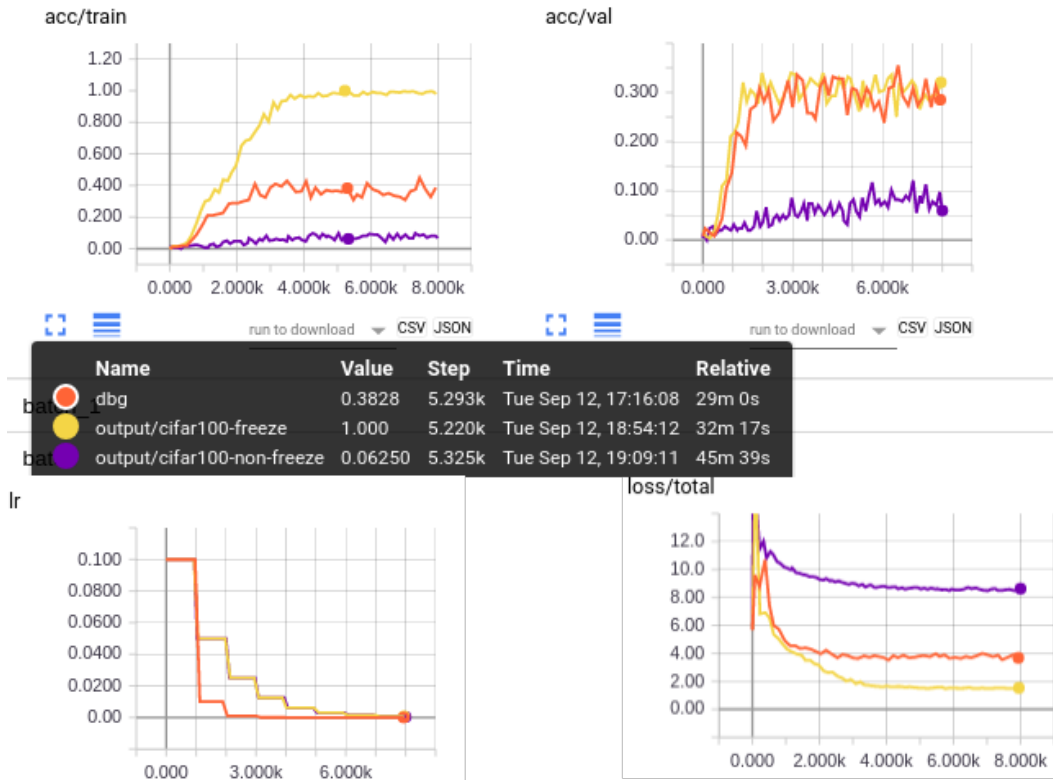 acc/train
1.20
1.00
0.800
0.600
0.400
0.200
0.00
0.000 2.000k 4.000k 6.000k 8.000k
run to download CSV JSON
acc/val
0.300
0.200
0.100
0.00
0.000 3.000k 6.000k
run to download CSV JSON
Name Value Step Time Relative
dbg 0.3828 5.293k Tue Sep 12, 17:16:08 29m 0s
output/cifar100-freeze 1.000 5.220k Tue Sep 12, 18:54:12 32m 17s
output/cifar100-non-freeze 0.06250 5.325k Tue Sep 12, 19:09:11 45m 39s
lr
0.100
0.0800
0.0600
0.0400
0.0200
0.00
0.000 3.000k 6.000k
loss/total
12.0
10.0
8.00
6.00
4.00
2.00
0.00
0.000 2.000k 4.000k 6.000k 8.000k